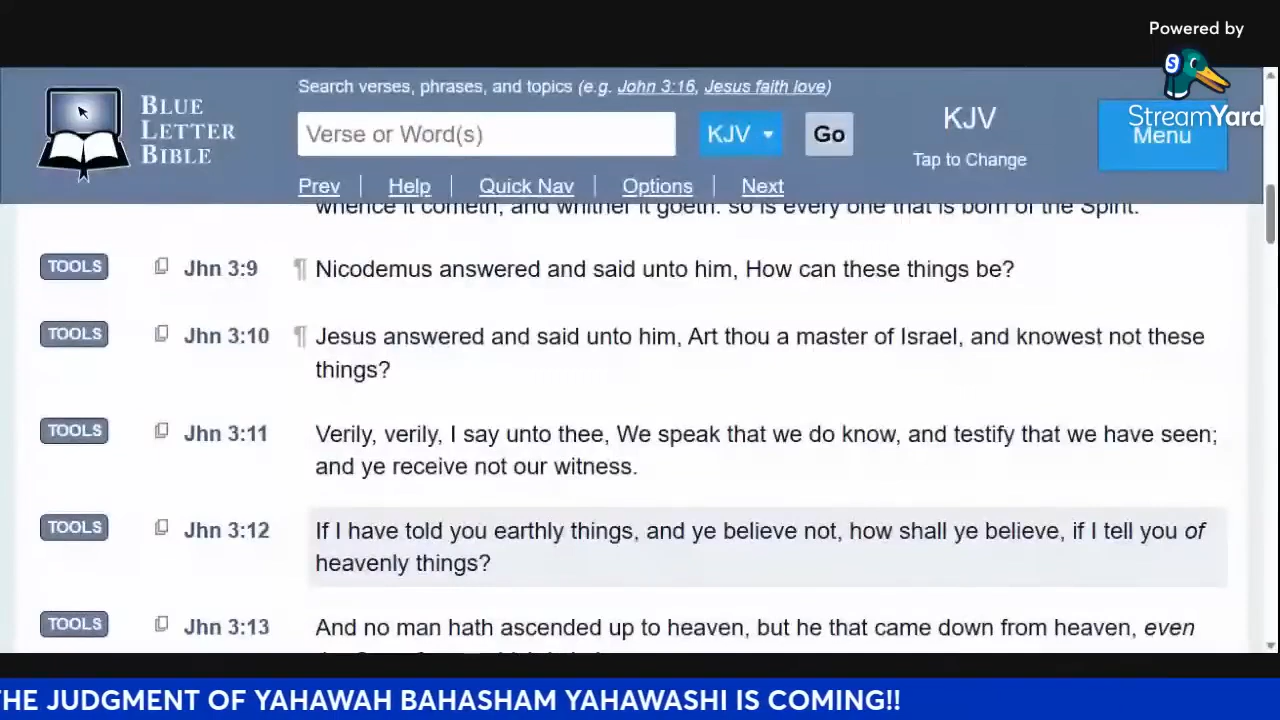 Powered by
StreamYard
Search verses, phrases, and topics (e.g. John 3:16, Jesus faith love)
BLUE
LETTER
BIBLE
Verse or Word(s)
KJV
Go
KJV
Tap to Change
Menu
Prev | Help | Quick Nav | Options | Next
whence it cometh, and whither it goeth: so is every one that is born of the Spirit.
TOOLS Jhn 3:9 ¶ Nicodemus answered and said unto him, How can these things be?
TOOLS Jhn 3:10 ¶ Jesus answered and said unto him, Art thou a master of Israel, and knowest not these
things?
TOOLS Jhn 3:11 Verily, verily, I say unto thee, We speak that we do know, and testify that we have seen;
and ye receive not our witness.
TOOLS Jhn 3:12 If I have told you earthly things, and ye believe not, how shall ye believe, if I tell you of
heavenly things?
TOOLS Jhn 3:13 And no man hath ascended up to heaven, but he that came down from heaven, even
THE JUDGMENT OF YAHAWAH BAHASHAM YAHAWASHI IS COMING!!